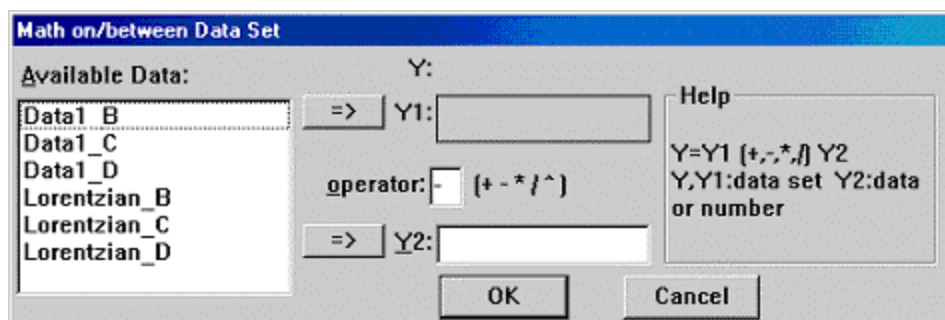 Math on/between Data Set
Available Data:
Data1_B
Data1_C
Data1_D
Lorentzian_B
Lorentzian_C
Lorentzian_D
Y:
=> Y1:
operator: - (+ - * / ^ )
=> Y2:
Help
Y=Y1 (+,-,*,/) Y2
Y,Y1:data set Y2:data
or number
OK Cancel